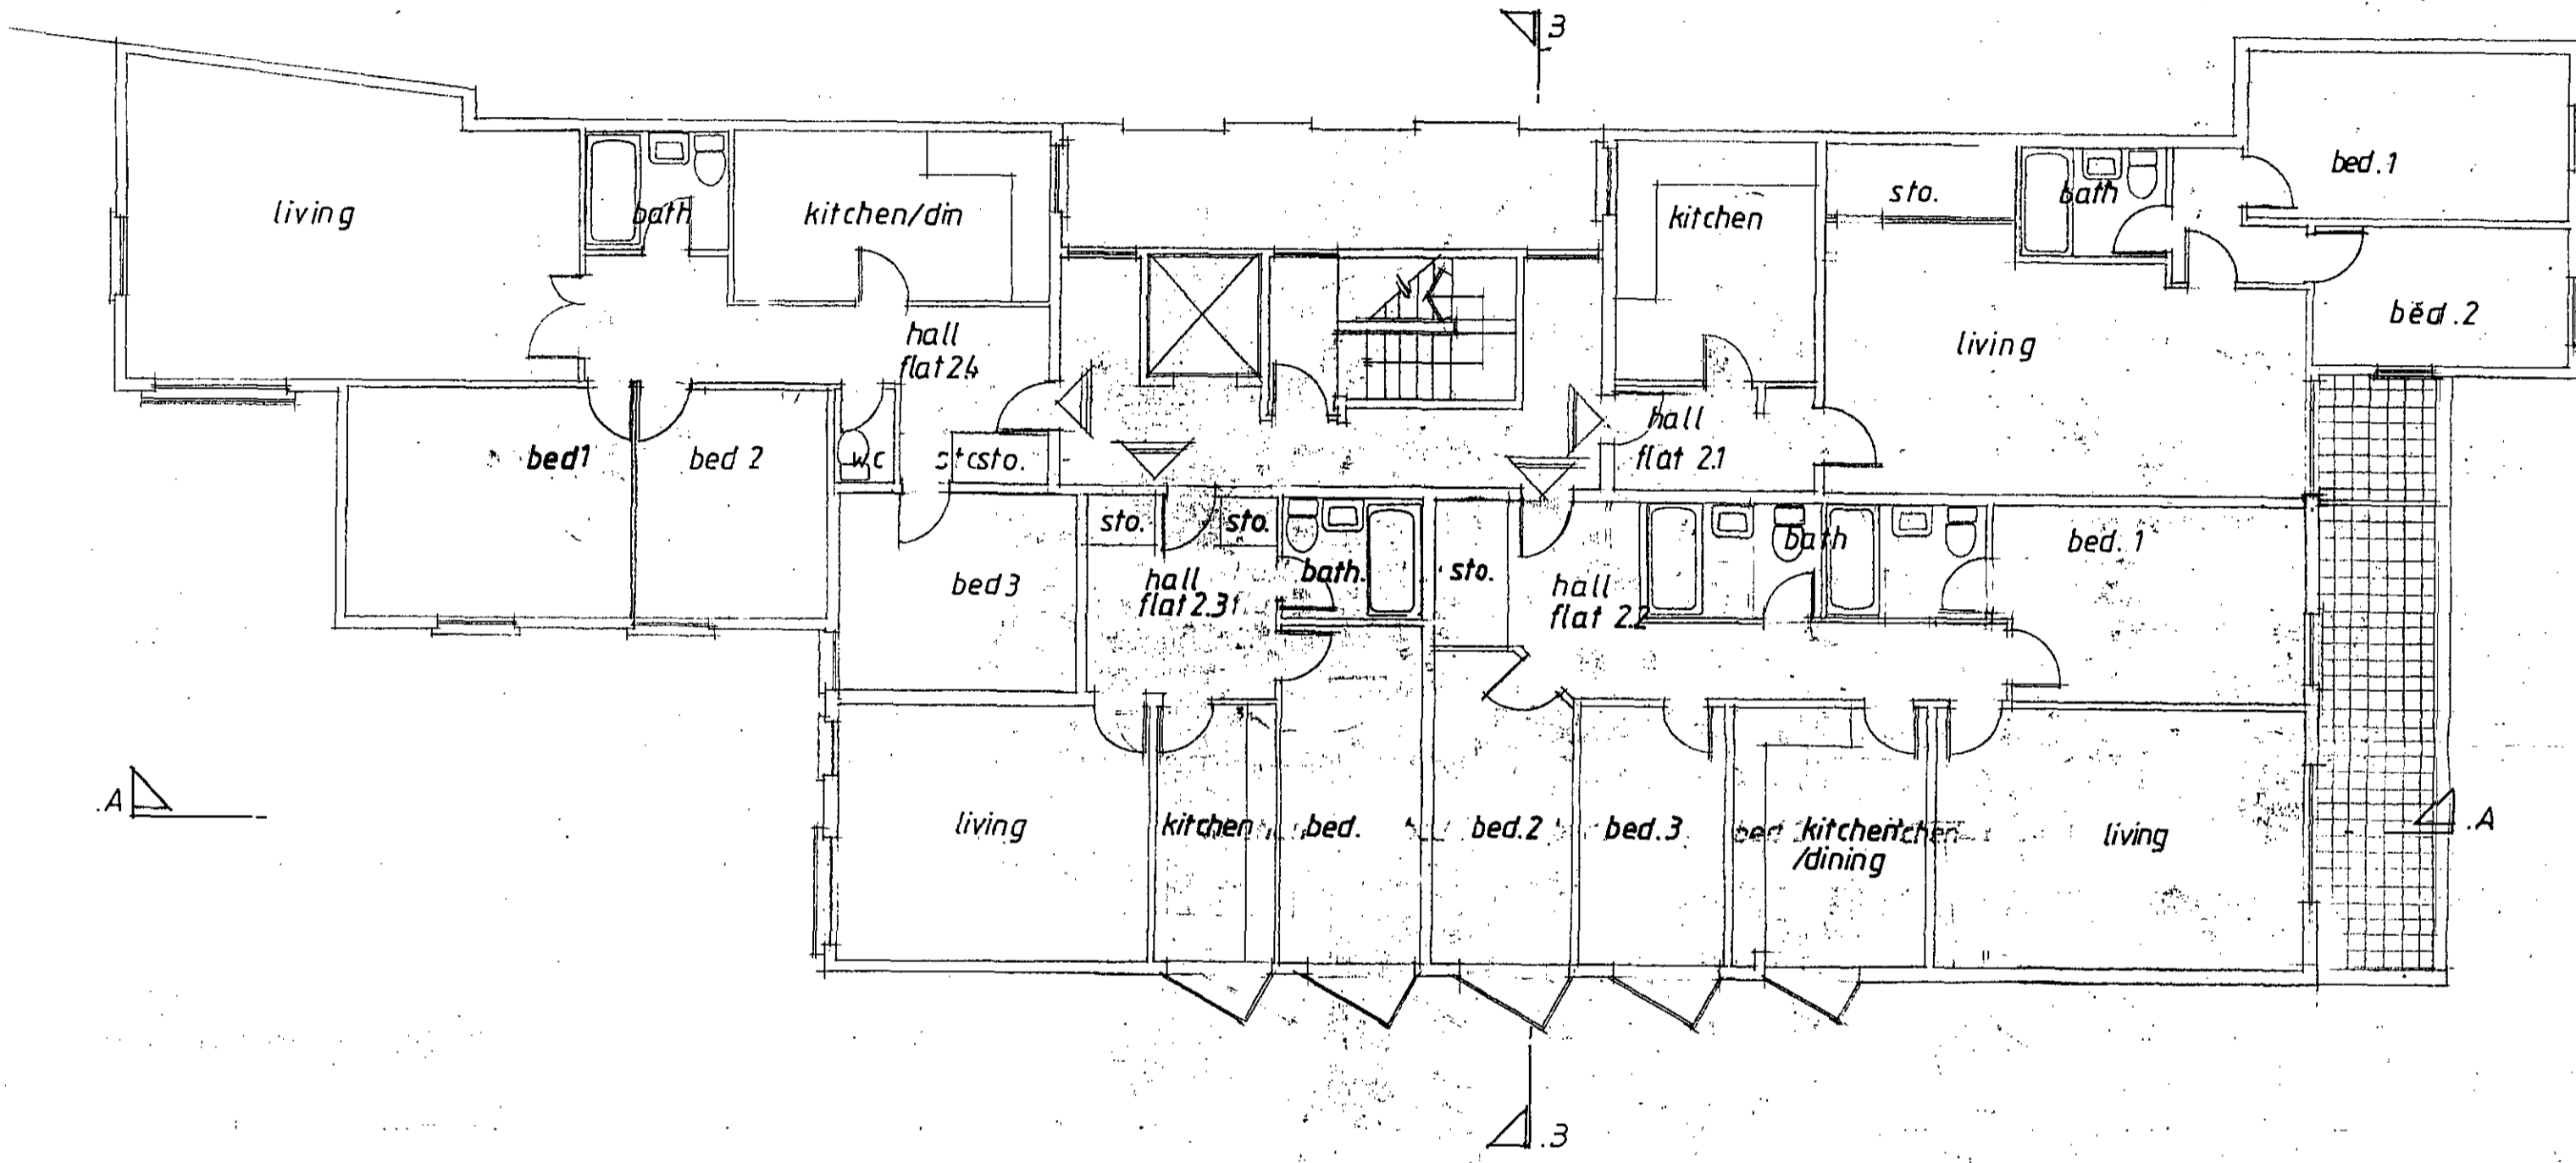 3
living
bath
kitchen/din
kitchen
sto.
bath
bed.1
hall
flat 2.4
living
bed.2
hall
flat 2.1
bed1
bed 2
wc
sto.
bed 3
sto.
sto.
hall
flat 2.3
bath.
sto.
hall
flat 2.2
bath
bed.1
.A
living
kitchen
bed.
bed.2
bed.3
kitchen
/dining
living
.A
.3